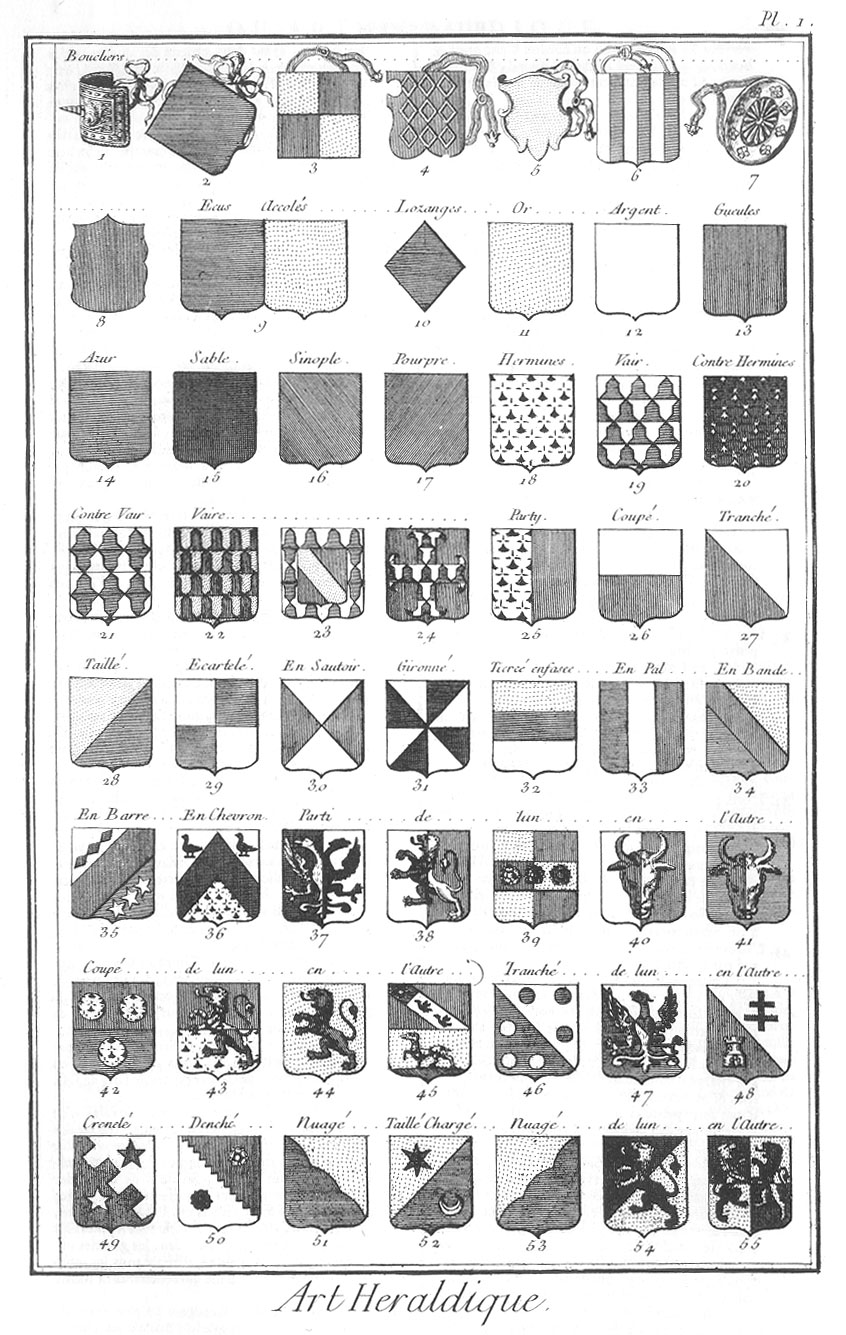 Pl. 1.
Boucliers
1 2 3 4 5 6 7
Ecus Accolés Lozanges Or Argent Gueules
8 9 10 11 12 13
Azur Sable Sinople Pourpre Hermines Vair Contre Hermines
14 15 16 17 18 19 20
Contre Vair Vaire Party Coupé Tranché
21 22 23 24 25 26 27
Taillé Ecartelé En Sautoir Gironné Tiercé enfasce En Pal En Bande
28 29 30 31 32 33 34
En Barre En Chevron Parti de lun en l'Autre
35 36 37 38 39 40 41
Coupé de lun en l'Autre Tranché de lun en l'Autre
42 43 44 45 46 47 48
Crenelé Denché Nuagé Taillé Chargé Nuagé de lun en l'Autre
49 50 51 52 53 54 55
Art Heraldique.